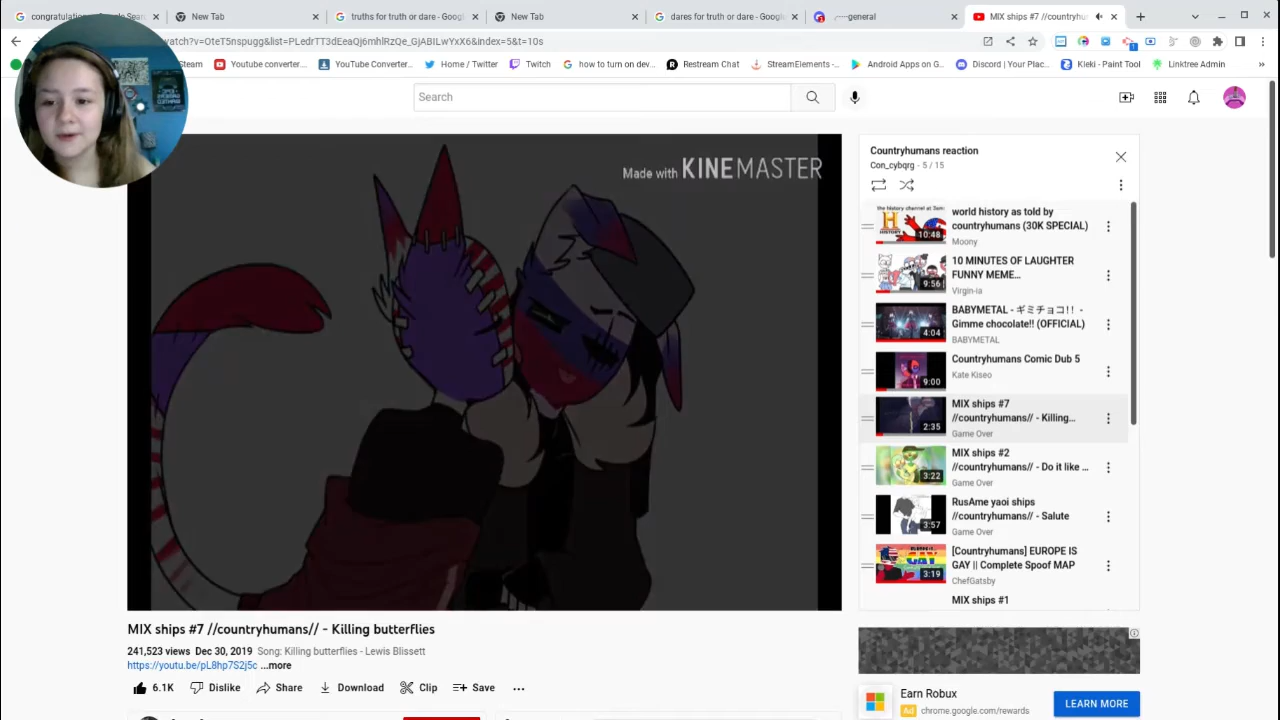 congratulations - Google Sear
New Tab
truths for truth or dare - Googl
New Tab
dares for truth or dare - Google
general
MIX ships #7 //countryhu
watch?v=OteT5nspugg&list=PLedrTT3dEeaQj6mhlRzQe_GjABILwYxX6&index=5&t=10s
Steam
Youtube converter...
YouTube Converter...
Home / Twitter
Twitch
how to turn on dev...
Restream Chat
StreamElements -...
Android Apps on G...
Discord | Your Plac...
Kleki - Paint Tool
Linktree Admin
»
Search
Made with KINEMASTER
Countryhumans reaction
Con_cybqrg - 5 / 15
world history as told by
countryhumans (30K SPECIAL)
Moony
10:48
10 MINUTES OF LAUGHTER
FUNNY MEME...
Virgin-ia
9:56
BABYMETAL - ギミチョコ!! -
Gimme chocolate!! (OFFICIAL)
BABYMETAL
4:04
Countryhumans Comic Dub 5
Kate Kiseo
9:00
MIX ships #7
//countryhumans// - Killing...
Game Over
2:35
MIX ships #2
//countryhumans// - Do it like ...
Game Over
3:22
RusAme yaoi ships
//countryhumans// - Salute
Game Over
3:57
[Countryhumans] EUROPE IS
GAY || Complete Spoof MAP
ChefGatsby
3:19
MIX ships #1
MIX ships #7 //countryhumans// - Killing butterflies
241,523 views Dec 30, 2019 Song: Killing butterflies - Lewis Blissett
https://youtu.be/pL8hp7S2j5c ...more
6.1K
Dislike
Share
Download
Clip
Save
Earn Robux
Ad chrome.google.com/rewards
LEARN MORE